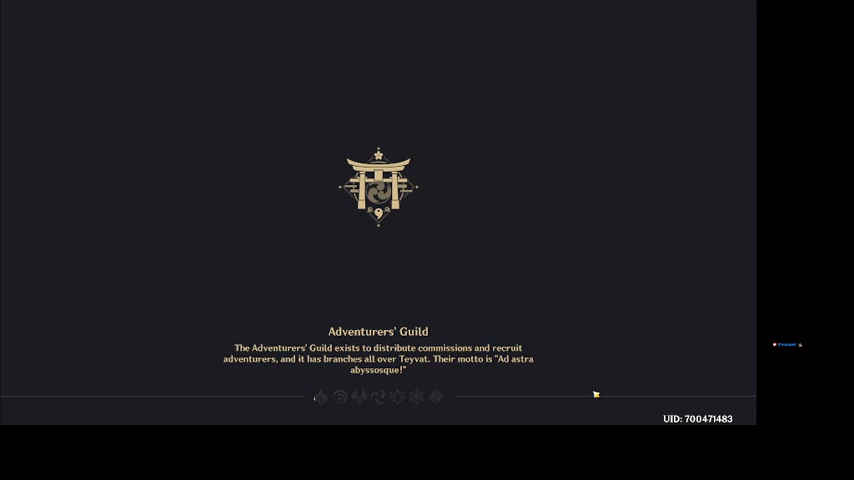 Adventurers' Guild
The Adventurers' Guild exists to distribute commissions and recruit
adventurers, and it has branches all over Teyvat. Their motto is "Ad astra
abyssosque!"
UID: 700471483